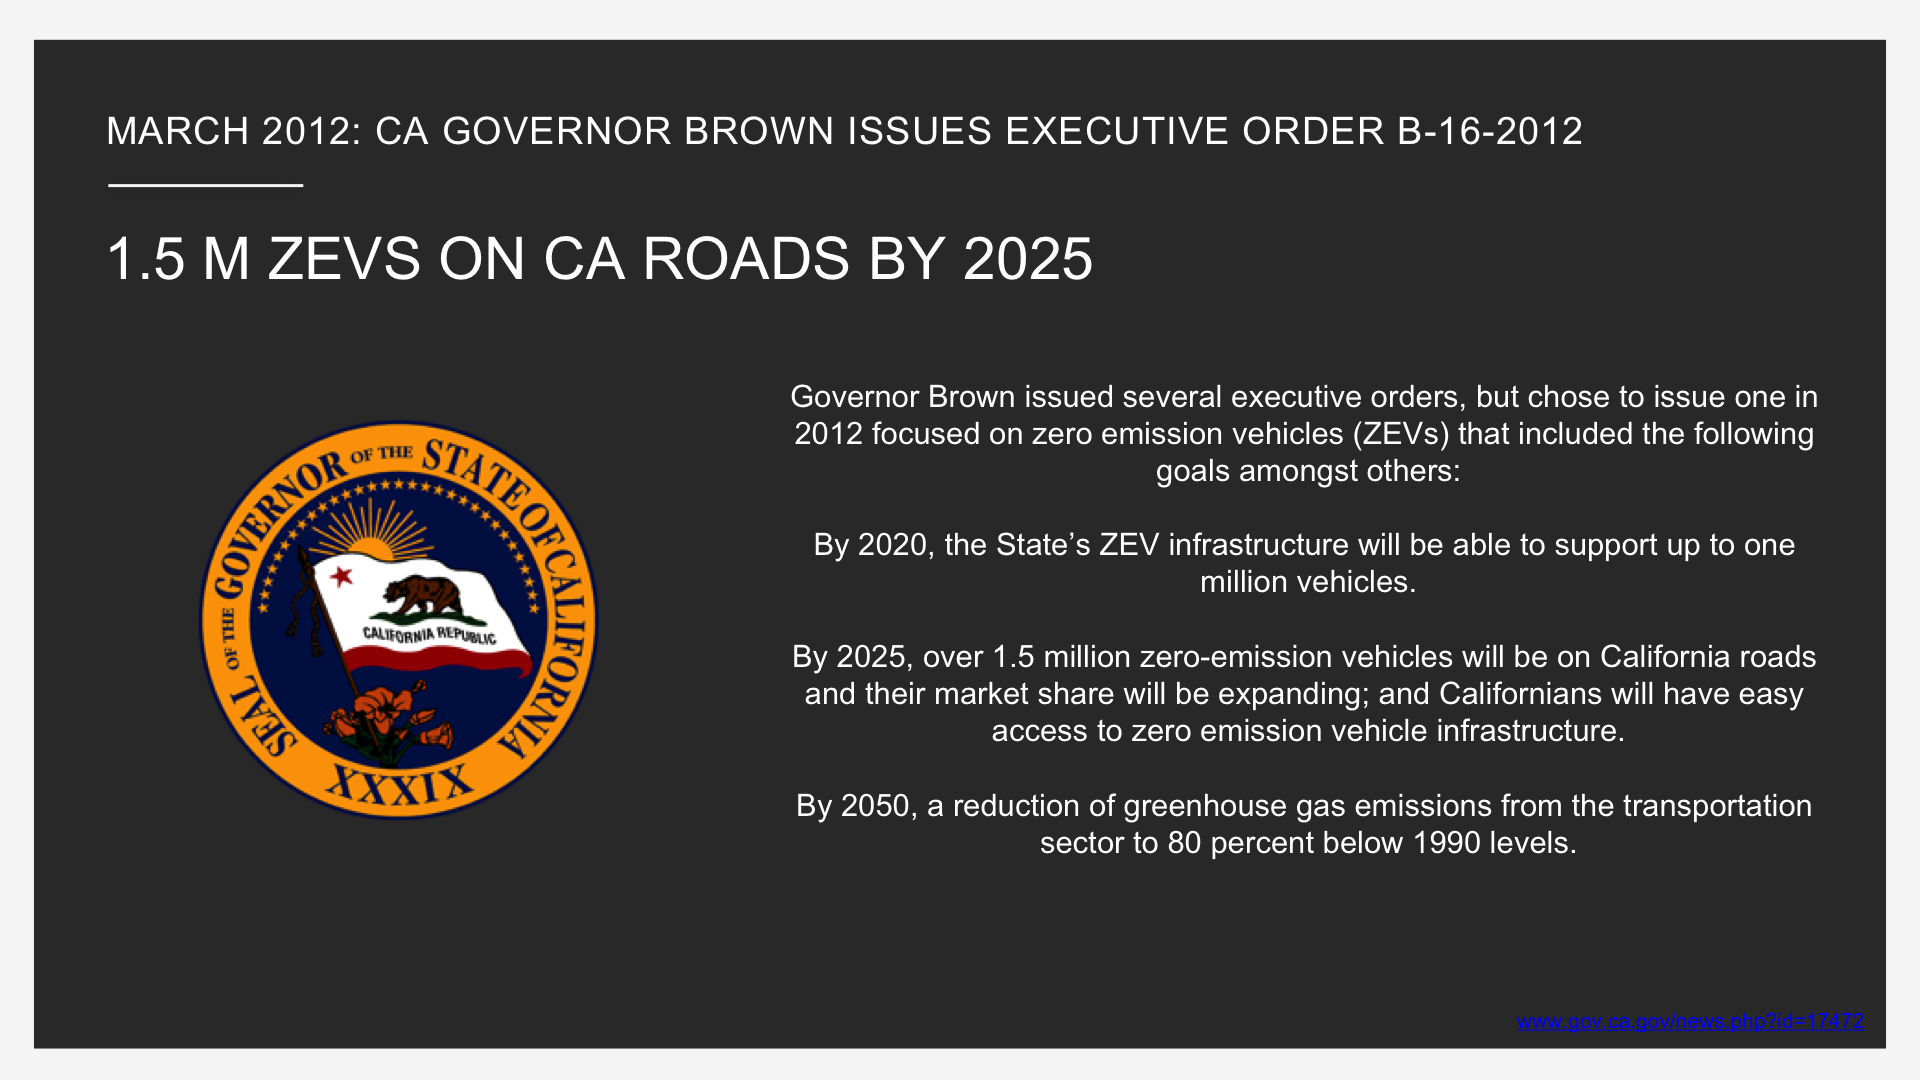 MARCH 2012: CA GOVERNOR BROWN ISSUES EXECUTIVE ORDER B-16-2012
1.5 M ZEVS ON CA ROADS BY 2025
SEAL OF THE GOVERNOR OF THE STATE OF CALIFORNIA
CALIFORNIA REPUBLIC
XXXIX
Governor Brown issued several executive orders, but chose to issue one in
2012 focused on zero emission vehicles (ZEVs) that included the following
goals amongst others:
By 2020, the State’s ZEV infrastructure will be able to support up to one
million vehicles.
By 2025, over 1.5 million zero-emission vehicles will be on California roads
and their market share will be expanding; and Californians will have easy
access to zero emission vehicle infrastructure.
By 2050, a reduction of greenhouse gas emissions from the transportation
sector to 80 percent below 1990 levels.
www.gov.ca.gov/news.php?id=17472